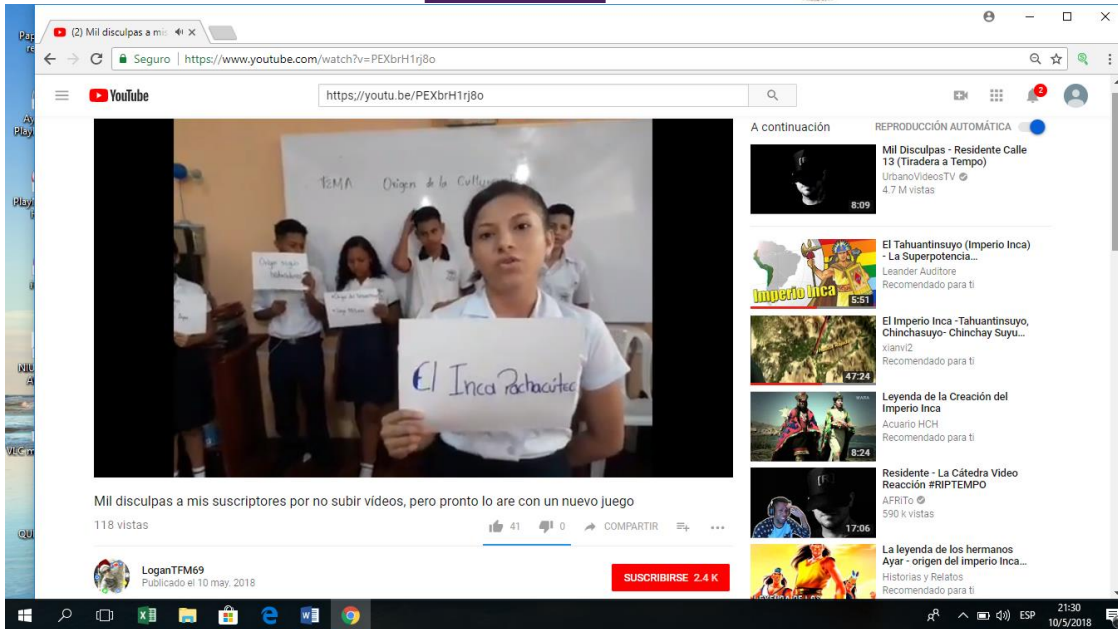 (2) Mil disculpas a mis
Seguro | https://www.youtube.com/watch?v=PEXbrH1rj8o
YouTube
https://youtu.be/PEXbrH1rj8o
2
TEMA Origen de la
Origen según
El Inca Pachacútec
A continuación
REPRODUCCIÓN AUTOMÁTICA
Mil Disculpas - Residente Calle
13 (Tiradera a Tempo)
UrbanoVideosTV
4.7 M vistas
8:09
El Tahuantinsuyo (Imperio Inca)
- La Superpotencia...
Leander Auditore
Recomendado para ti
Imperio Inca
5:51
El Imperio Inca -Tahuantinsuyo,
Chinchasuyo- Chinchay Suyu...
xianvi2
Recomendado para ti
47:24
Leyenda de la Creación del
Imperio Inca
Acuario HCH
Recomendado para ti
8:24
Residente - La Cátedra Video
Reacción #RIPTEMPO
AFRiTo
590 k vistas
17:06
La leyenda de los hermanos
Ayar - origen del imperio Inca...
Historias y Relatos
Recomendado para ti
Mil disculpas a mis suscriptores por no subir vídeos, pero pronto lo are con un nuevo juego
118 vistas
41
0
COMPARTIR
LoganTFM69
Publicado el 10 may. 2018
SUSCRIBIRSE 2.4 K
ESP
21:30
10/5/2018